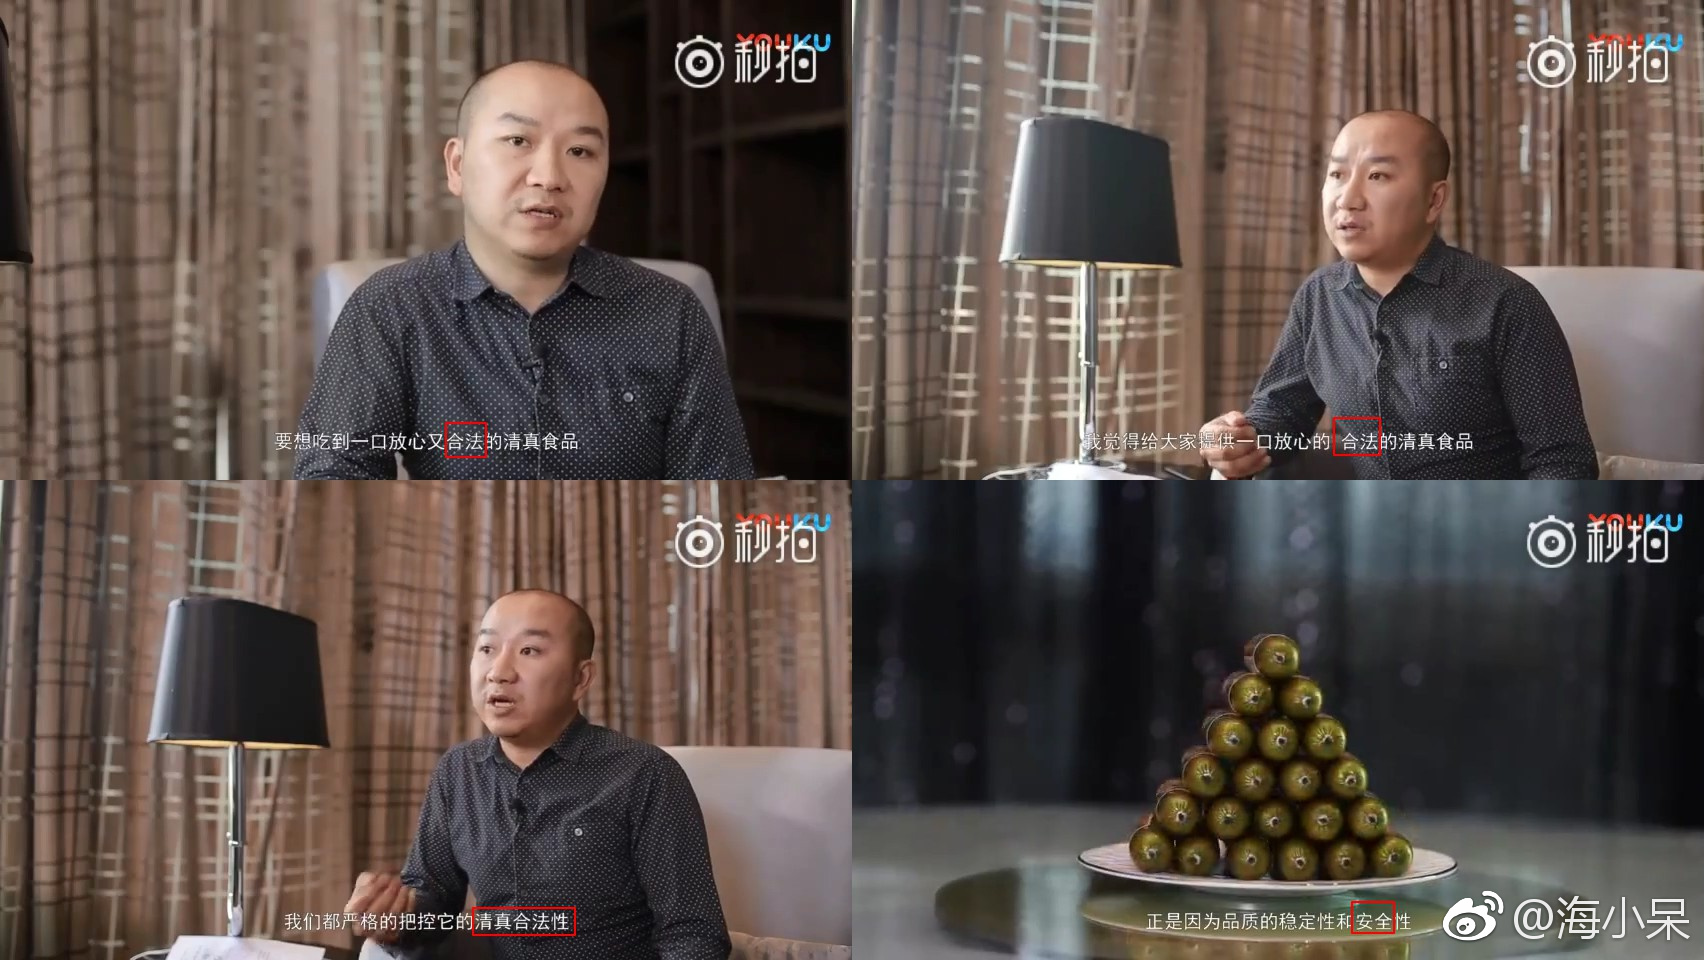 YOUKU
秒拍
要想吃到一口放心又合法的清真食品
YOUKU
秒拍
我觉得给大家提供一口放心的 合法的清真食品
YOUKU
秒拍
我们都严格的把控它的清真合法性
YOUKU
秒拍
正是因为品质的稳定性和安全性
@海小呆